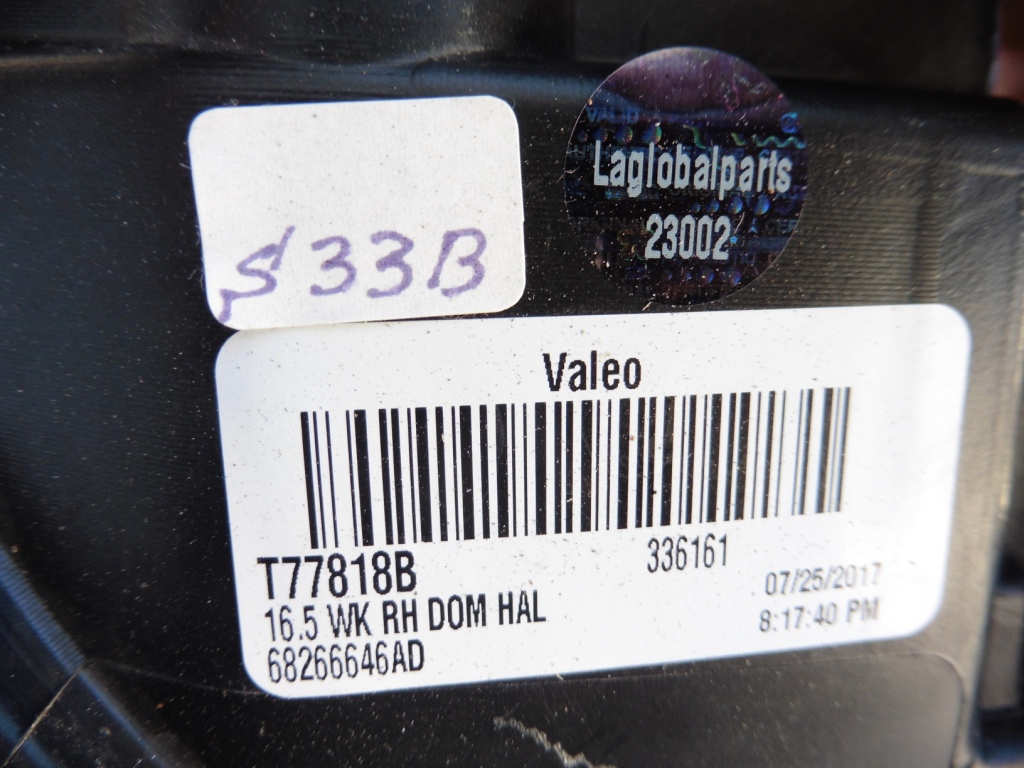 Laglobalparts
23002
S33B
Valeo
T77818B 336161
16.5 WK RH DOM HAL 07/25/2017
68266646AD 8:17:40 PM